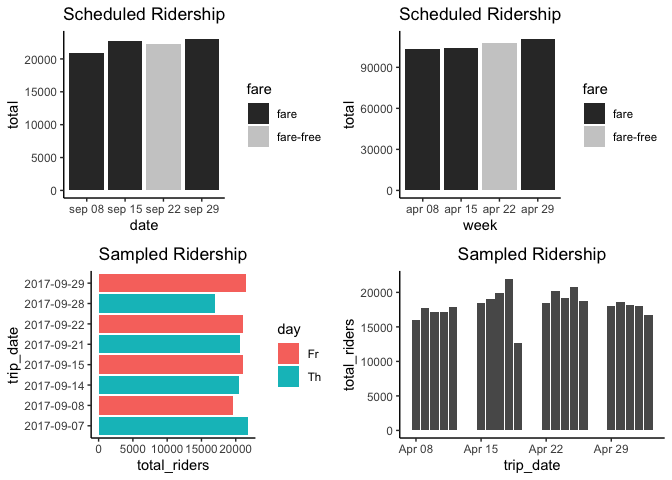 Scheduled Ridership
total
20000
15000
10000
5000
0
sep 08 sep 15 sep 22 sep 29
date
fare
fare
fare-free
Scheduled Ridership
total
90000
60000
30000
0
apr 08 apr 15 apr 22 apr 29
week
fare
fare
fare-free
Sampled Ridership
trip_date
2017-09-29
2017-09-28
2017-09-22
2017-09-21
2017-09-15
2017-09-14
2017-09-08
2017-09-07
0 5000 10000 15000 20000
total_riders
day
Fr
Th
Sampled Ridership
total_riders
20000
15000
10000
5000
0
Apr 08 Apr 15 Apr 22 Apr 29
trip_date